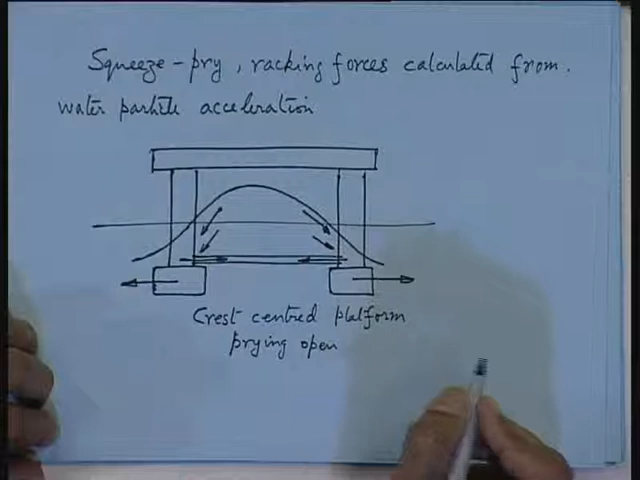 Squeeze - pry , racking forces calculated from .
water particle acceleration
Crest centred platform
prying open